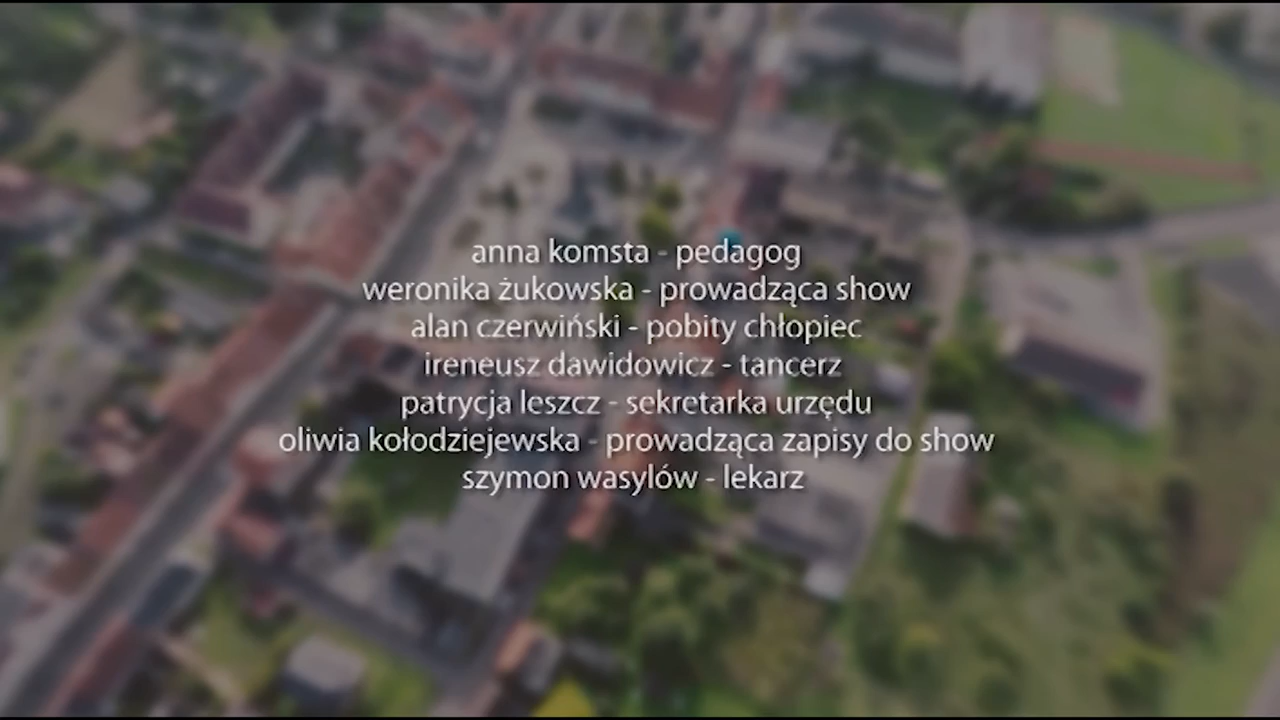 anna komsta - pedagog
weronika żukowska - prowadząca show
alan czerwiński - pobity chłopiec
ireneusz dawidowicz - tancerz
patrycja leszcz - sekretarka urzędu
oliwia kołodziejewska - prowadząca zapisy do show
szymon wasylów - lekarz